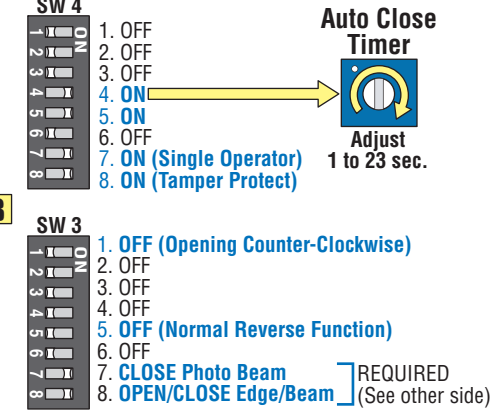 SW 4
ON
1 2 3 4 5 6 7 8
1. OFF
2. OFF
3. OFF
4. ON
5. ON
6. OFF
7. ON (Single Operator)
8. ON (Tamper Protect)
Auto Close
Timer
Adjust
1 to 23 sec.
SW 3
ON
1 2 3 4 5 6 7 8
1. OFF (Opening Counter-Clockwise)
2. OFF
3. OFF
4. OFF
5. OFF (Normal Reverse Function)
6. OFF
7. CLOSE Photo Beam
8. OPEN/CLOSE Edge/Beam
REQUIRED
(See other side)